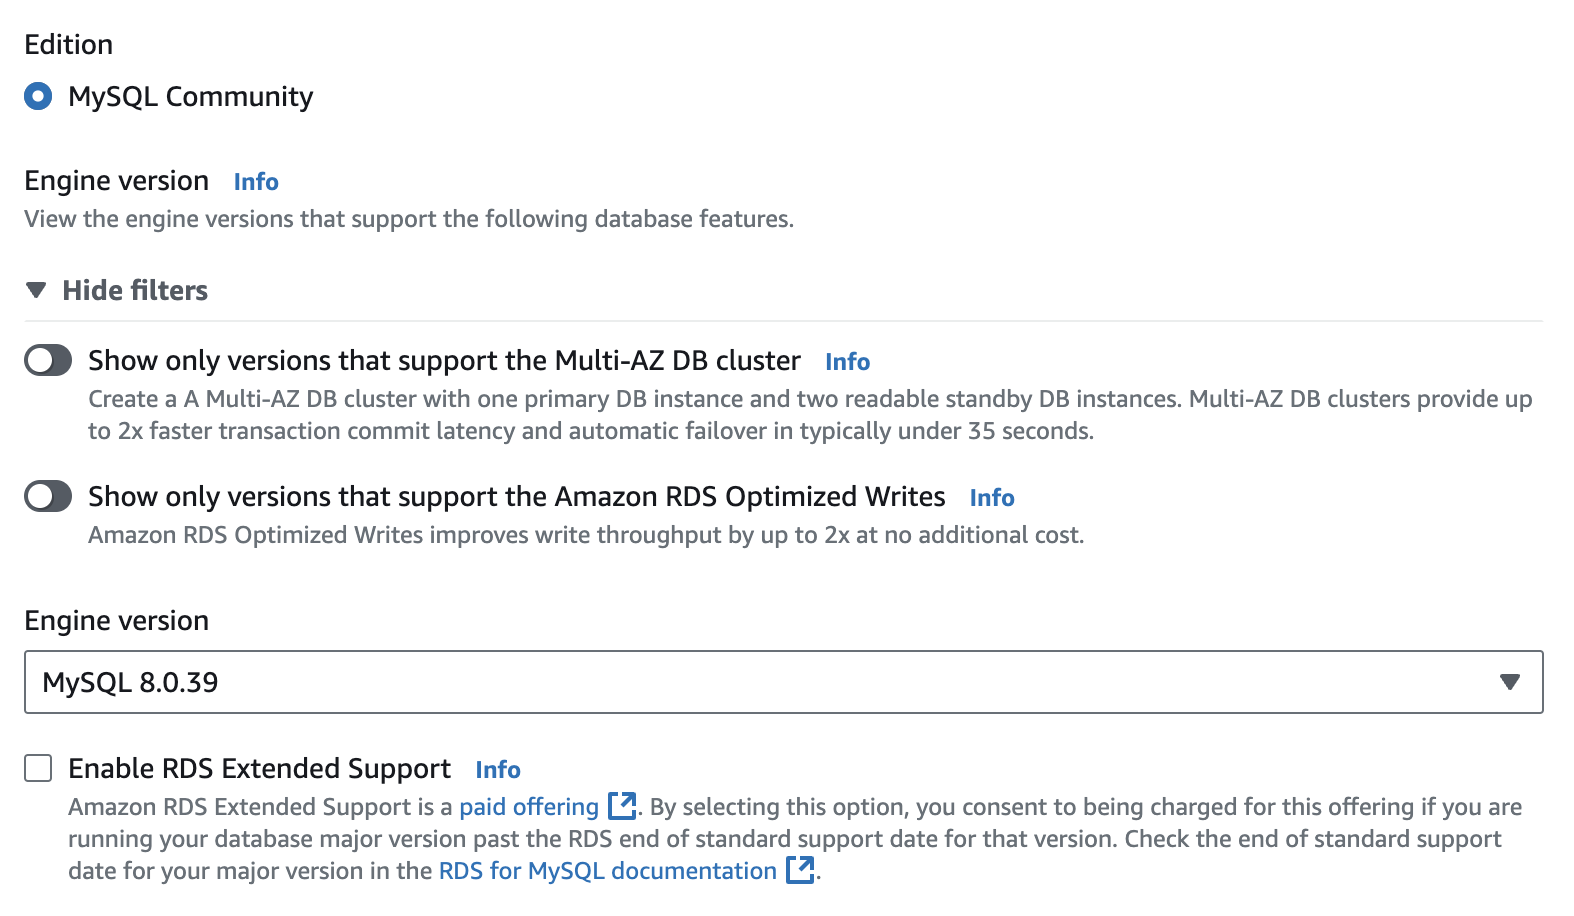 Edition
MySQL Community
Engine version Info
View the engine versions that support the following database features.
Hide filters
Show only versions that support the Multi-AZ DB cluster Info
Create a A Multi-AZ DB cluster with one primary DB instance and two readable standby DB instances. Multi-AZ DB clusters provide up
to 2x faster transaction commit latency and automatic failover in typically under 35 seconds.
Show only versions that support the Amazon RDS Optimized Writes Info
Amazon RDS Optimized Writes improves write throughput by up to 2x at no additional cost.
Engine version
MySQL 8.0.39
Enable RDS Extended Support Info
Amazon RDS Extended Support is a paid offering. By selecting this option, you consent to being charged for this offering if you are
running your database major version past the RDS end of standard support date for that version. Check the end of standard support
date for your major version in the RDS for MySQL documentation.